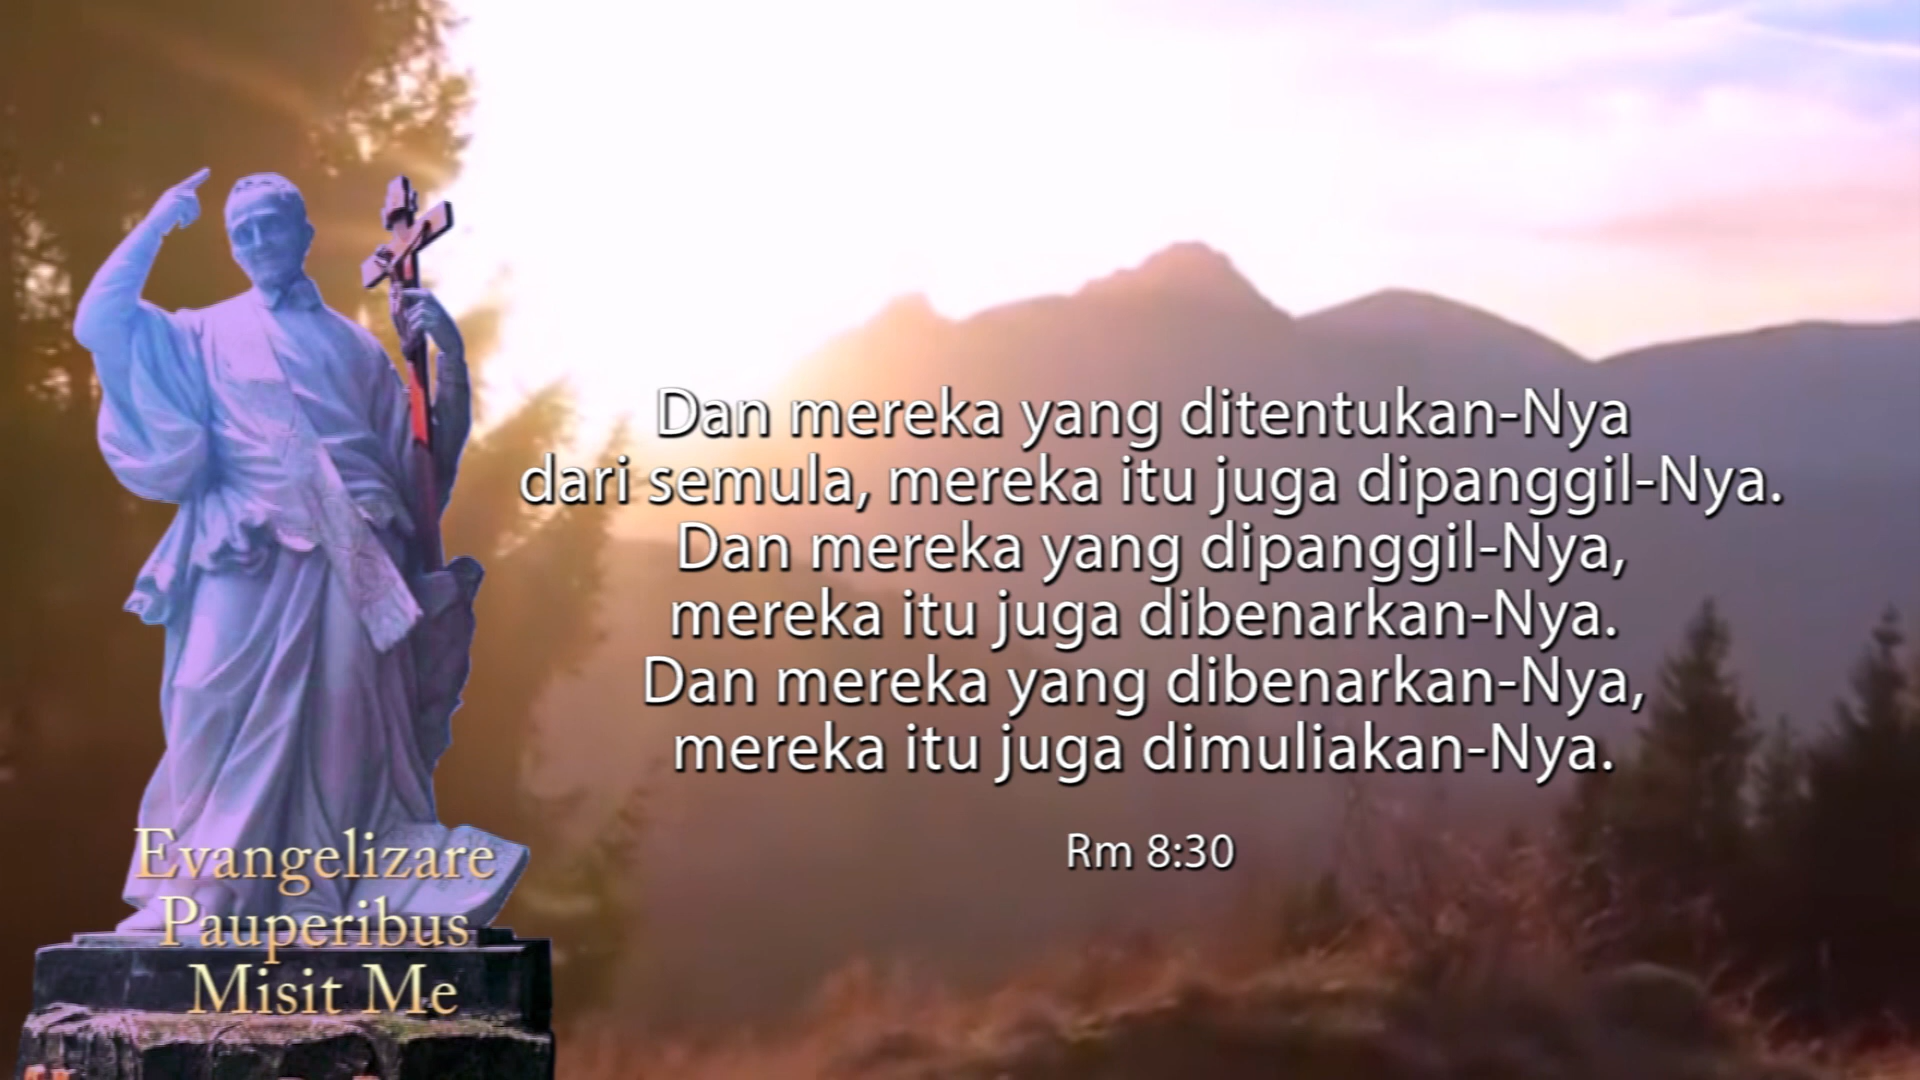 Dan mereka yang ditentukan-Nya
dari semula, mereka itu juga dipanggil-Nya.
Dan mereka yang dipanggil-Nya,
mereka itu juga dibenarkan-Nya.
Dan mereka yang dibenarkan-Nya,
mereka itu juga dimuliakan-Nya.
Rm 8:30
Evangelizare
Pauperibus
Misit Me